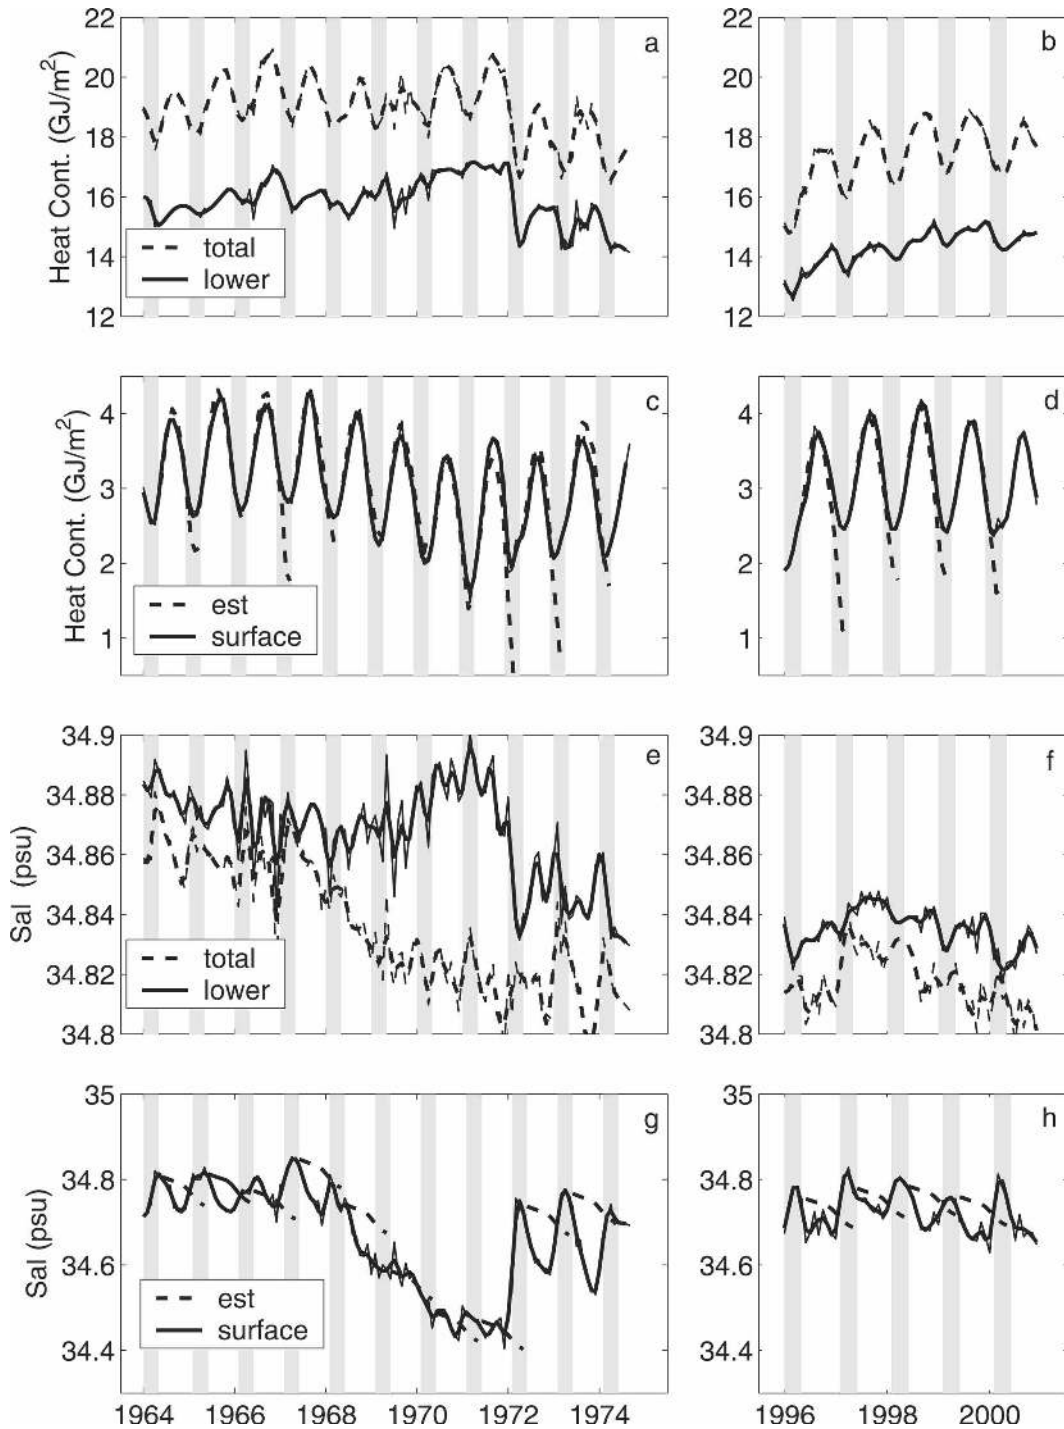 22
20
18
16
14
12
Heat Cont. (GJ/m²)
a
total
lower
22
20
18
16
14
12
b
4
3
2
1
Heat Cont. (GJ/m²)
c
est
surface
4
3
2
1
d
34.9
34.88
34.86
34.84
34.82
34.8
Sal (psu)
e
total
lower
34.9
34.88
34.86
34.84
34.82
34.8
f
35
34.8
34.6
34.4
Sal (psu)
g
est
surface
1964 1966 1968 1970 1972 1974
35
34.8
34.6
34.4
h
1996 1998 2000